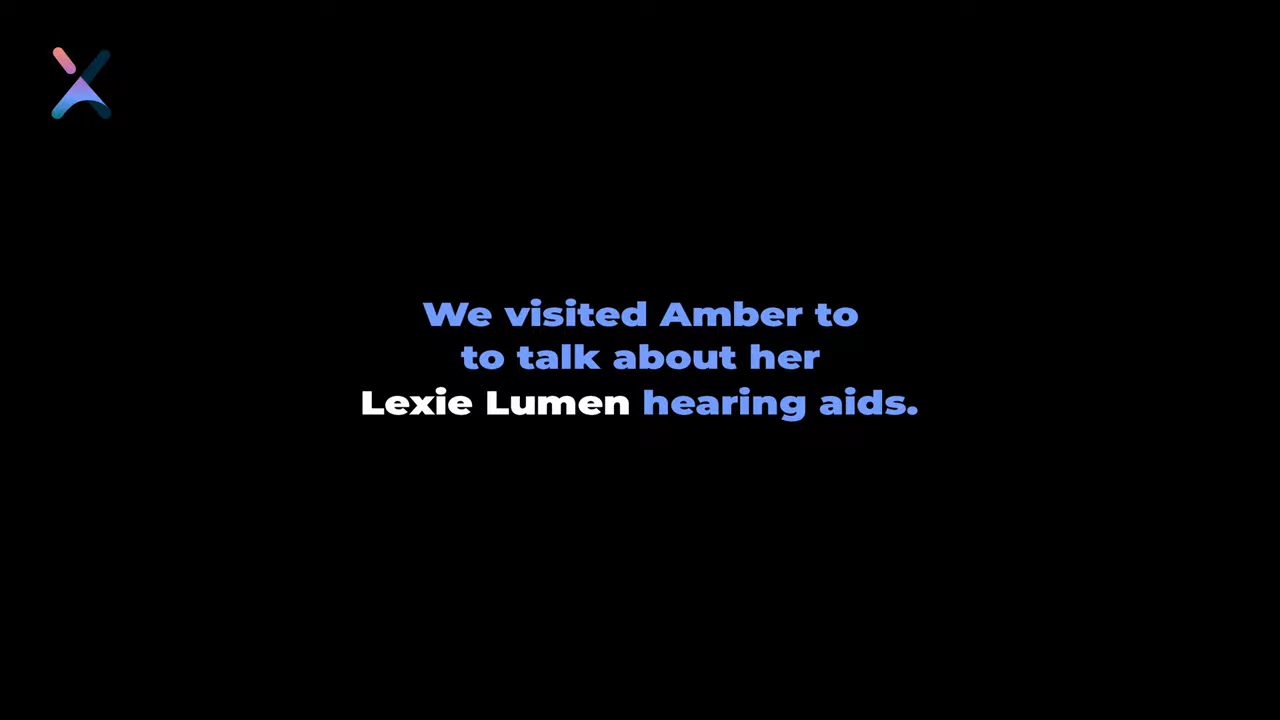 We visited Amber to
to talk about her
Lexie Lumen hearing aids.